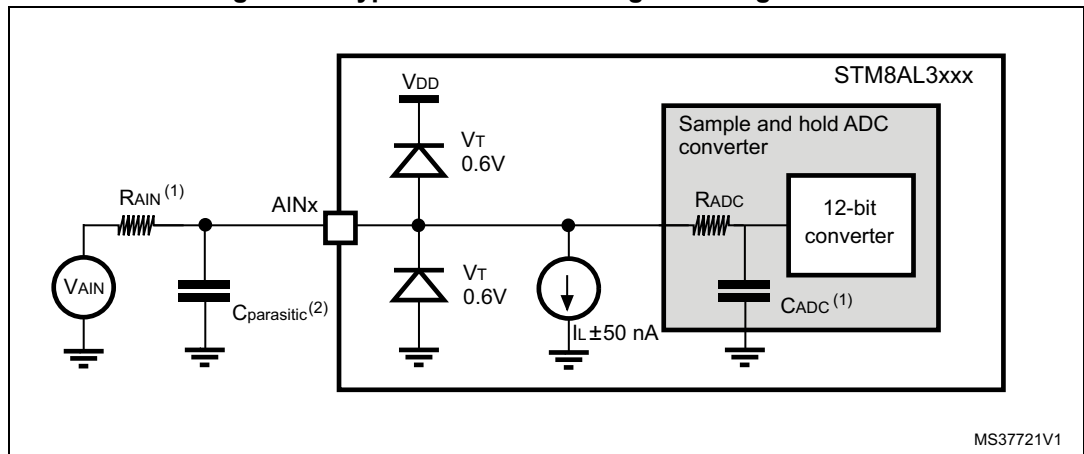 STM8AL3xxx
VDD
Sample and hold ADC
converter
VT
0.6V
RAIN(1)
AINx
RADC
12-bit
converter
VAIN
Cparasitic(2)
VT
0.6V
IL±50 nA
CADC(1)
MS37721V1